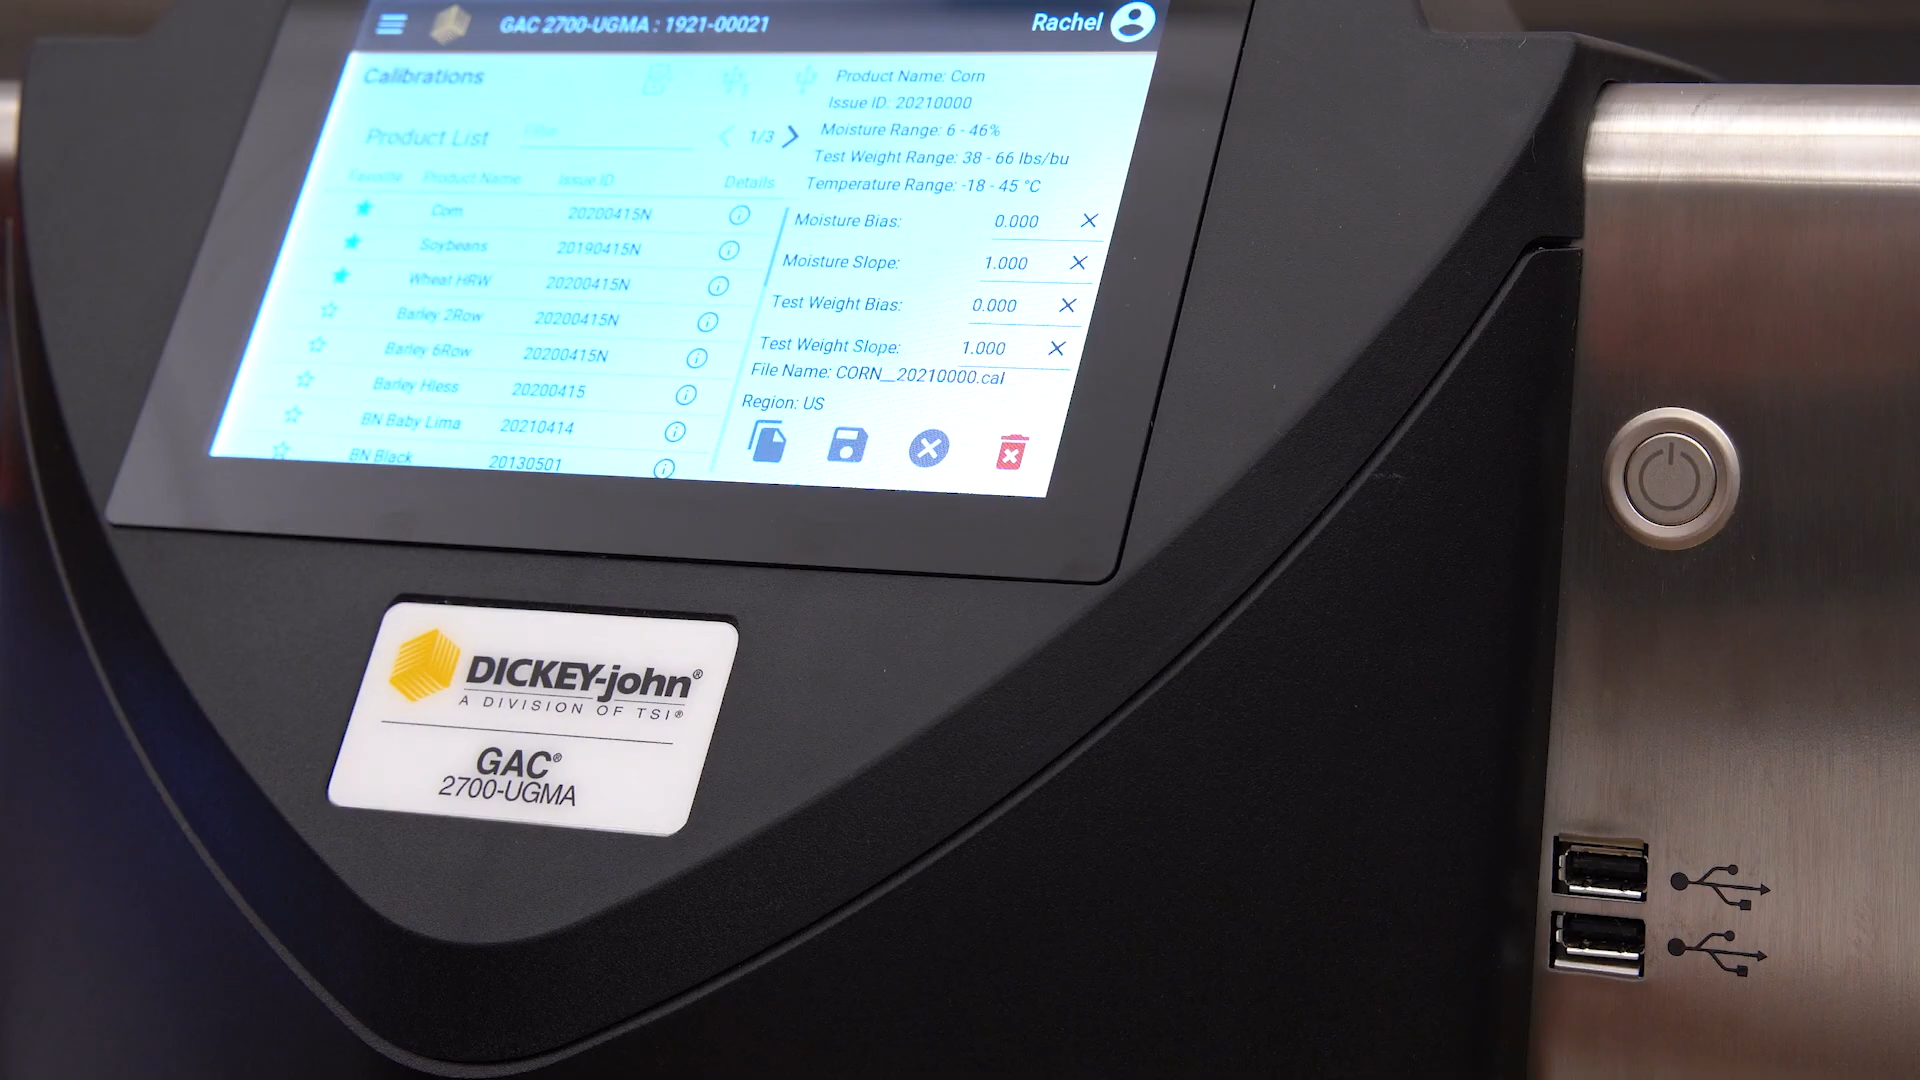 GAC 2700-UGMA : 1921-00021
Rachel
Calibrations
Product List
Filter
1/3
Favorite Product Name Issue ID Details
Corn 20200415N
Soybeans 20190415N
Wheat HRW 20200415N
Barley 2Row 20200415N
Barley 6Row 20200415N
Barley Hless 20200415
BN Baby Lima 20210414
BN Black 20130501
Product Name: Corn
Issue ID: 20210000
Moisture Range: 6 - 46%
Test Weight Range: 38 - 66 lbs/bu
Temperature Range: -18 - 45 °C
Moisture Bias: 0.000
Moisture Slope: 1.000
Test Weight Bias: 0.000
Test Weight Slope: 1.000
File Name: CORN__20210000.cal
Region: US
DICKEY-john®
A DIVISION OF TSI®
GAC®
2700-UGMA